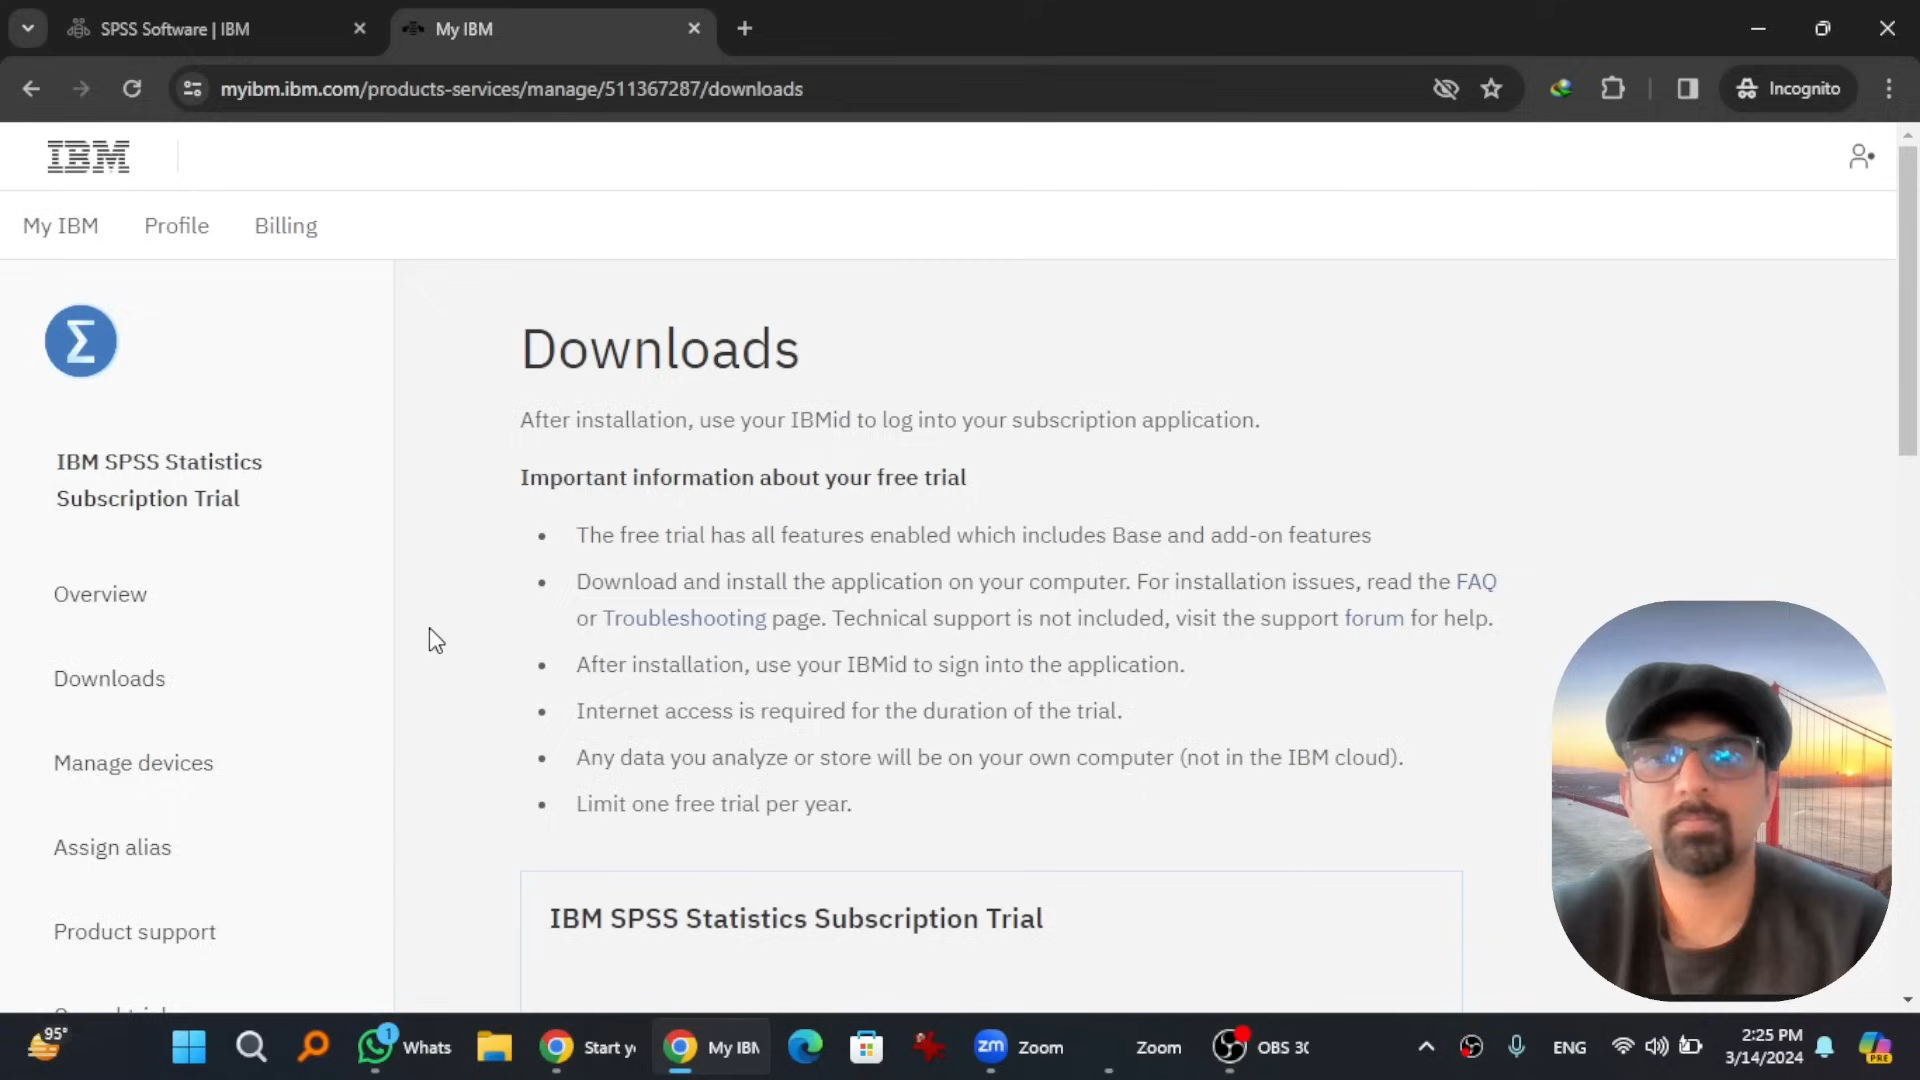 SPSS Software | IBM
My IBM
myibm.ibm.com/products-services/manage/511367287/downloads
Incognito
IBM
My IBM
Profile
Billing
Σ
IBM SPSS Statistics
Subscription Trial
Overview
Downloads
Manage devices
Assign alias
Product support
Downloads
After installation, use your IBMid to log into your subscription application.
Important information about your free trial
• The free trial has all features enabled which includes Base and add-on features
• Download and install the application on your computer. For installation issues, read the FAQ
or Troubleshooting page. Technical support is not included, visit the support forum for help.
• After installation, use your IBMid to sign into the application.
• Internet access is required for the duration of the trial.
• Any data you analyze or store will be on your own computer (not in the IBM cloud).
• Limit one free trial per year.
IBM SPSS Statistics Subscription Trial
95°
1
Whats
Start y
My IBM
zm
Zoom
Zoom
OBS 30
ENG
2:25 PM
3/14/2024
PRE